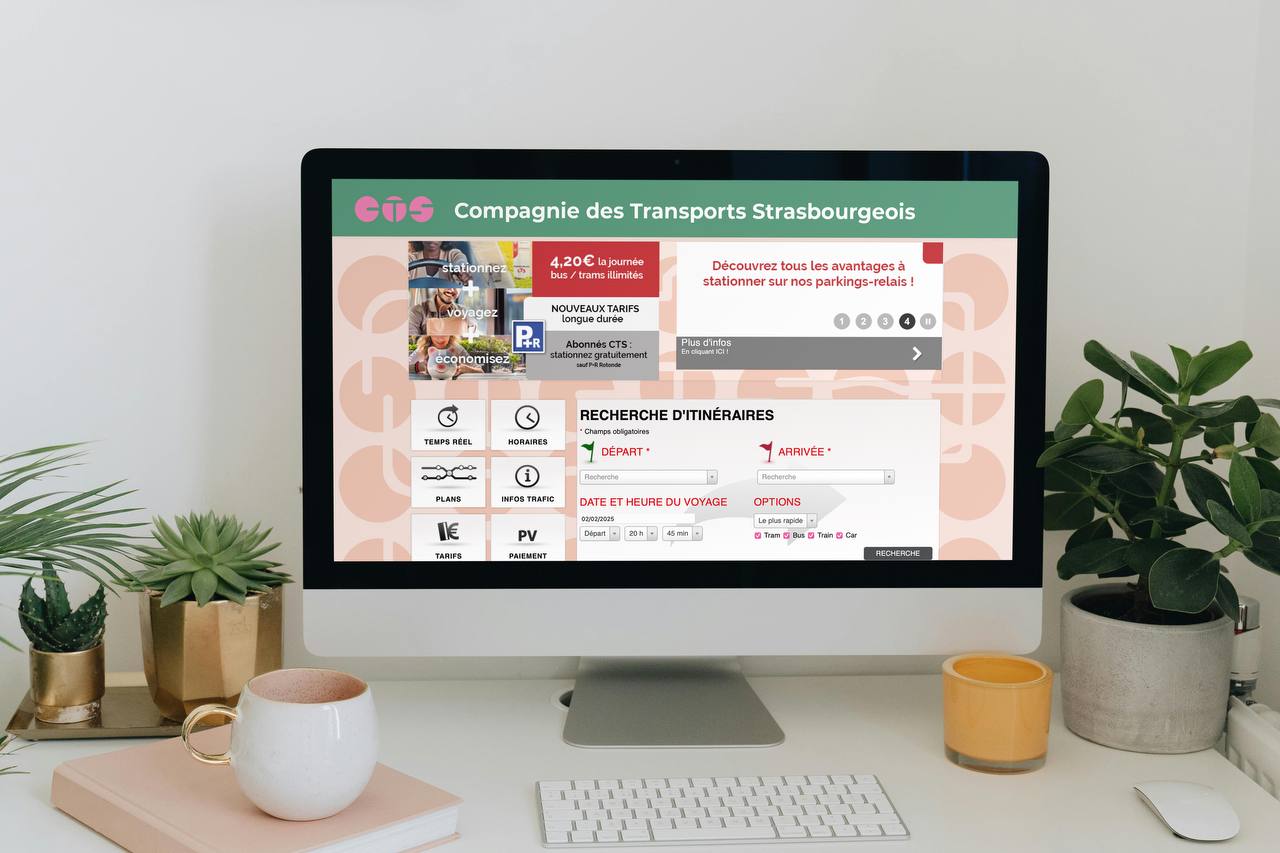 CTS Compagnie des Transports Strasbourgeois
stationnez
+
voyagez
+
économisez
P+R
4,20€ la journée
bus / trams illimités
NOUVEAUX TARIFS
longue durée
Abonnés CTS :
stationnez gratuitement
sauf P+R Rotonde
Découvrez tous les avantages à
stationner sur nos parkings-relais !
1 2 3 4
Plus d'infos
En cliquant ICI !
TEMPS RÉEL
HORAIRES
PLANS
INFOS TRAFIC
TARIFS
PV
PAIEMENT
RECHERCHE D'ITINÉRAIRES
* Champs obligatoires
DÉPART *
ARRIVÉE *
Recherche
Recherche
DATE ET HEURE DU VOYAGE
OPTIONS
02/02/2025
Le plus rapide
Départ 20 h 45 min
Tram Bus Train Car
RECHERCHE